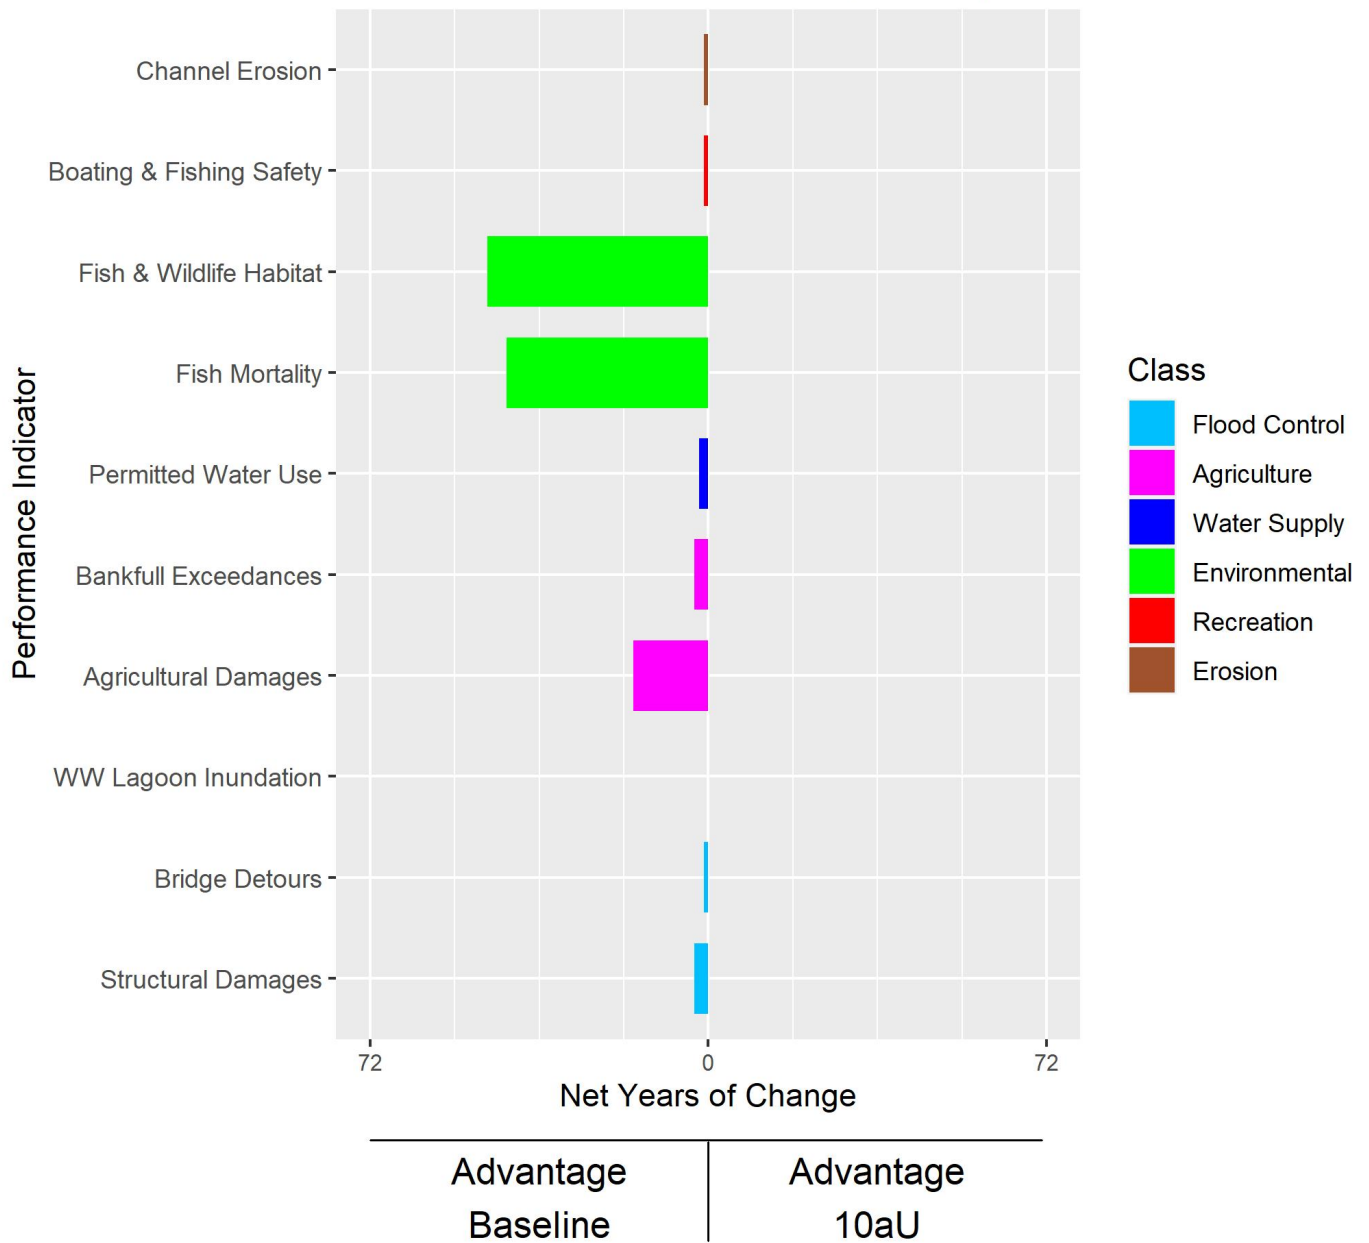 Channel Erosion
Boating & Fishing Safety
Fish & Wildlife Habitat
Fish Mortality
Permitted Water Use
Bankfull Exceedances
Agricultural Damages
WW Lagoon Inundation
Bridge Detours
Structural Damages
Performance Indicator
72 0 72
Net Years of Change
Advantage Baseline
Advantage 10aU
Class
Flood Control
Agriculture
Water Supply
Environmental
Recreation
Erosion